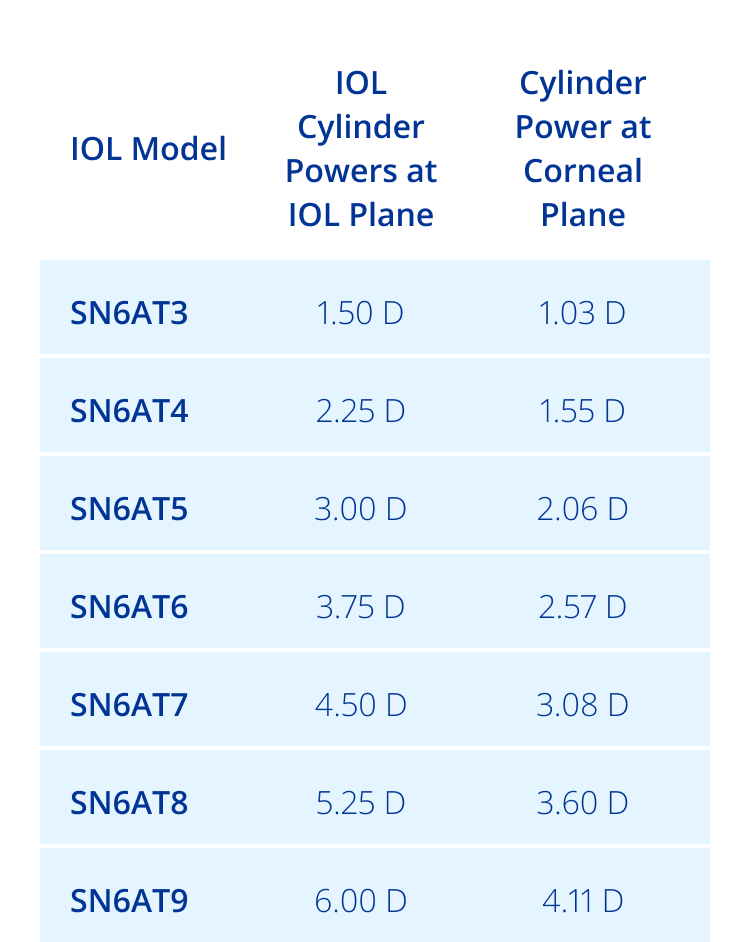 IOL Model
IOL
Cylinder
Powers at
IOL Plane
Cylinder
Power at
Corneal
Plane
SN6AT3 1.50 D 1.03 D
SN6AT4 2.25 D 1.55 D
SN6AT5 3.00 D 2.06 D
SN6AT6 3.75 D 2.57 D
SN6AT7 4.50 D 3.08 D
SN6AT8 5.25 D 3.60 D
SN6AT9 6.00 D 4.11 D